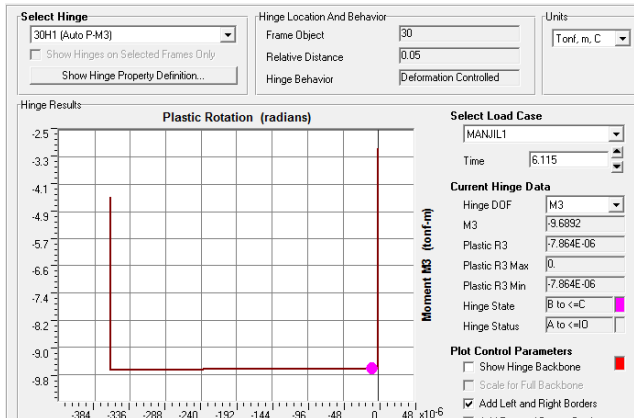 Select Hinge
30H1 (Auto P-M3)
Show Hinges on Selected Frames Only
Show Hinge Property Definition...
Hinge Location And Behavior
Frame Object 30
Relative Distance 0.05
Hinge Behavior Deformation Controlled
Units
Tonf, m, C
Hinge Results
Plastic Rotation (radians)
-2.5
-3.3
-4.1
-4.9
-5.7
-6.6
-7.4
-8.2
-9.0
-9.8
-384 -336 -288 -240 -192 -144 -96 -48 0 48 x10^-6
Moment M3 (tonf-m)
Select Load Case
MANJIL1
Time 6.115
Current Hinge Data
Hinge DOF M3
M3 -9.6892
Plastic R3 -7.864E-06
Plastic R3 Max 0.
Plastic R3 Min -7.864E-06
Hinge State B to <=C
Hinge Status A to <=IO
Plot Control Parameters
Show Hinge Backbone
Scale for Full Backbone
Add Left and Right Borders